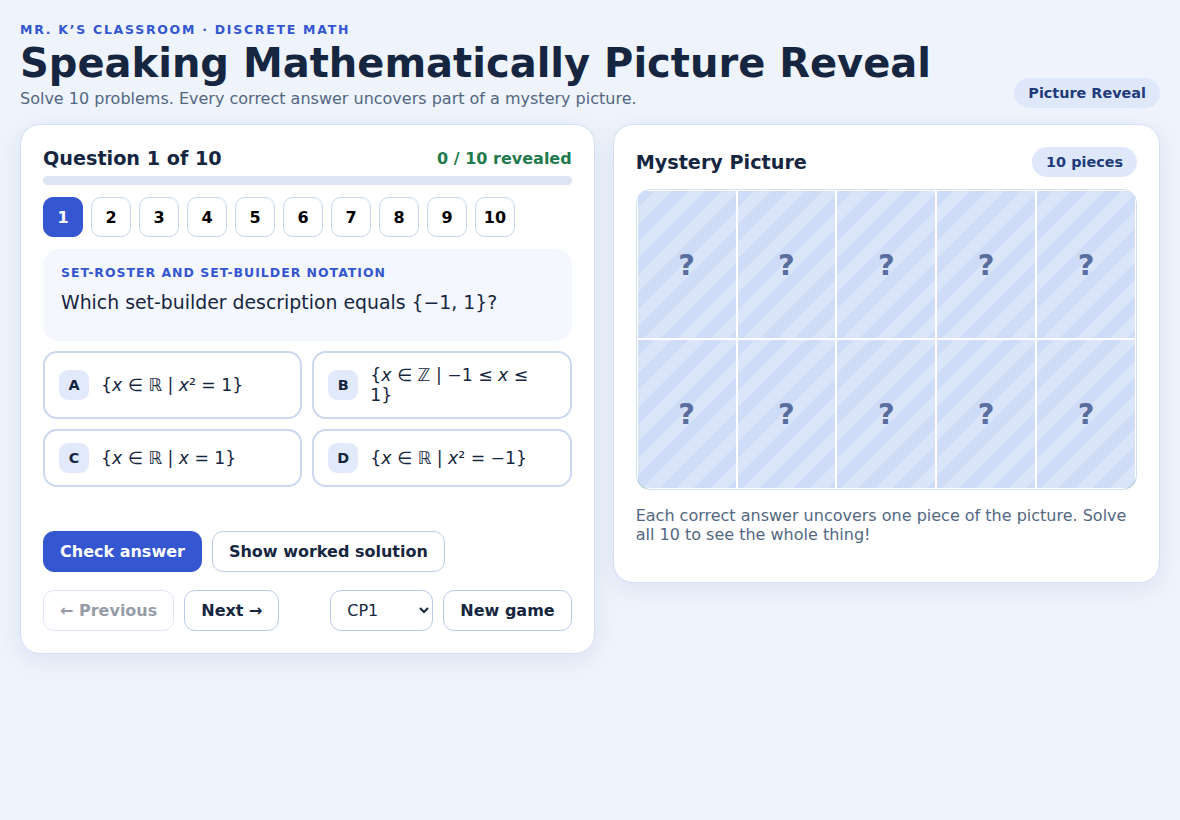 MR. K’S CLASSROOM · DISCRETE MATH
Speaking Mathematically Picture Reveal
Solve 10 problems. Every correct answer uncovers part of a mystery picture.
Picture Reveal
Question 1 of 10
0 / 10 revealed
1 2 3 4 5 6 7 8 9 10
SET-ROSTER AND SET-BUILDER NOTATION
Which set-builder description equals {−1, 1}?
A {x ∈ ℝ | x² = 1}
B {x ∈ ℤ | −1 ≤ x ≤
1}
C {x ∈ ℝ | x = 1}
D {x ∈ ℝ | x² = −1}
Check answer
Show worked solution
← Previous
Next →
CP1
New game
Mystery Picture
10 pieces
? ? ? ? ?
? ? ? ? ?
Each correct answer uncovers one piece of the picture. Solve
all 10 to see the whole thing!